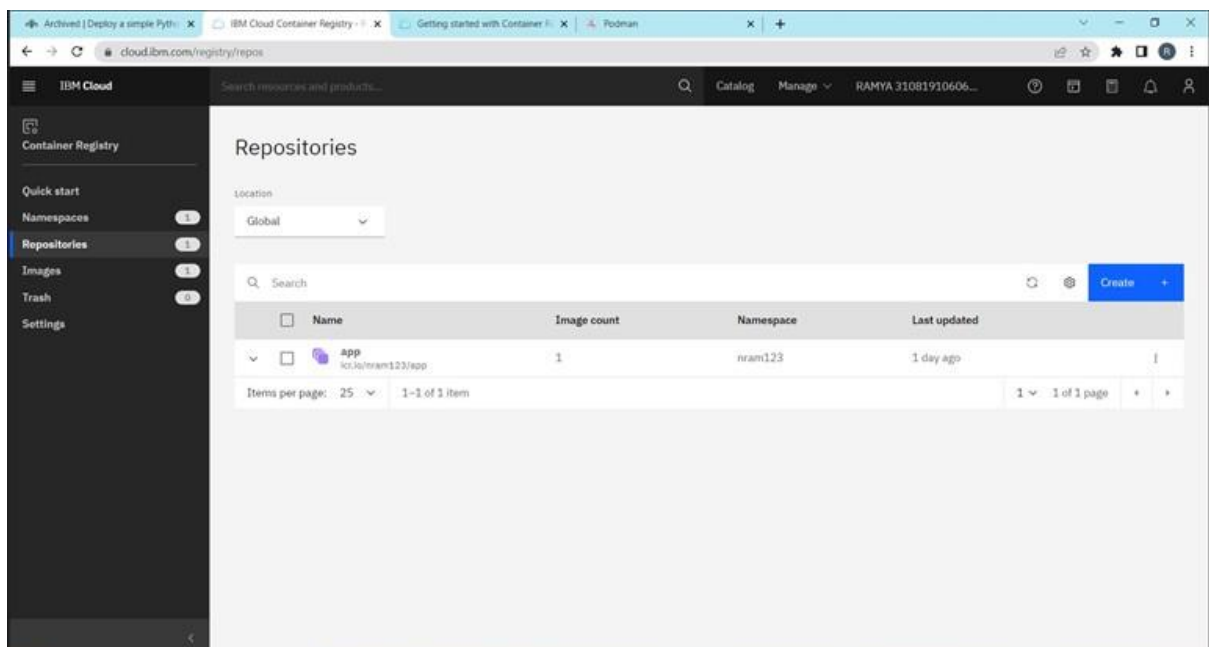 Archived | Deploy a simple Pyth
IBM Cloud Container Registry -
Getting started with Container R
Podman
cloud.ibm.com/registry/repos
IBM Cloud
Search resources and products...
Catalog
Manage
RAMYA 31081910606...
Container Registry
Repositories
Quick start
Location
Namespaces 1
Global
Repositories 1
Images 1
Search
Create +
Trash 0
Settings
Name Image count Namespace Last updated
app 1 nram123 1 day ago
icr.io/nram123/app
Items per page: 25 1–1 of 1 item 1 1 of 1 page